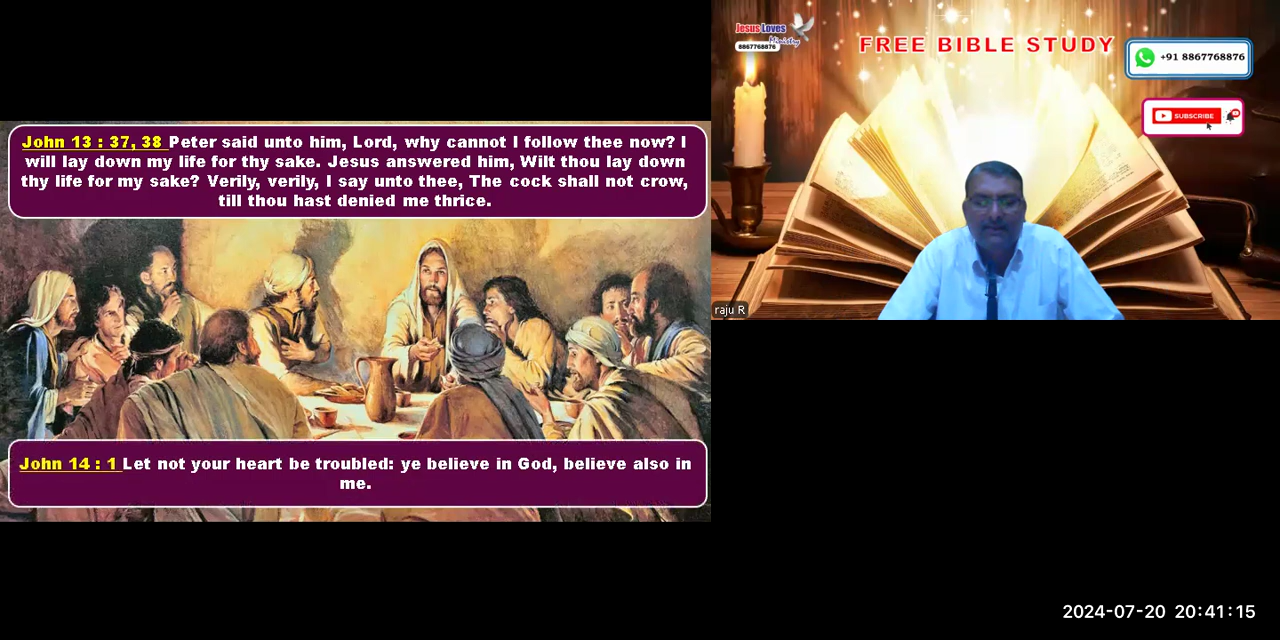 John 13 : 37, 38 Peter said unto him, Lord, why cannot I follow thee now? I
will lay down my life for thy sake. Jesus answered him, Wilt thou lay down
thy life for my sake? Verily, verily, I say unto thee, The cock shall not crow,
till thou hast denied me thrice.
John 14 : 1 Let not your heart be troubled: ye believe in God, believe also in
me.
Jesus Loves
Ministry
8867768876
FREE BIBLE STUDY
+91 8867768876
SUBSCRIBE
raju R
2024-07-20 20:41:15